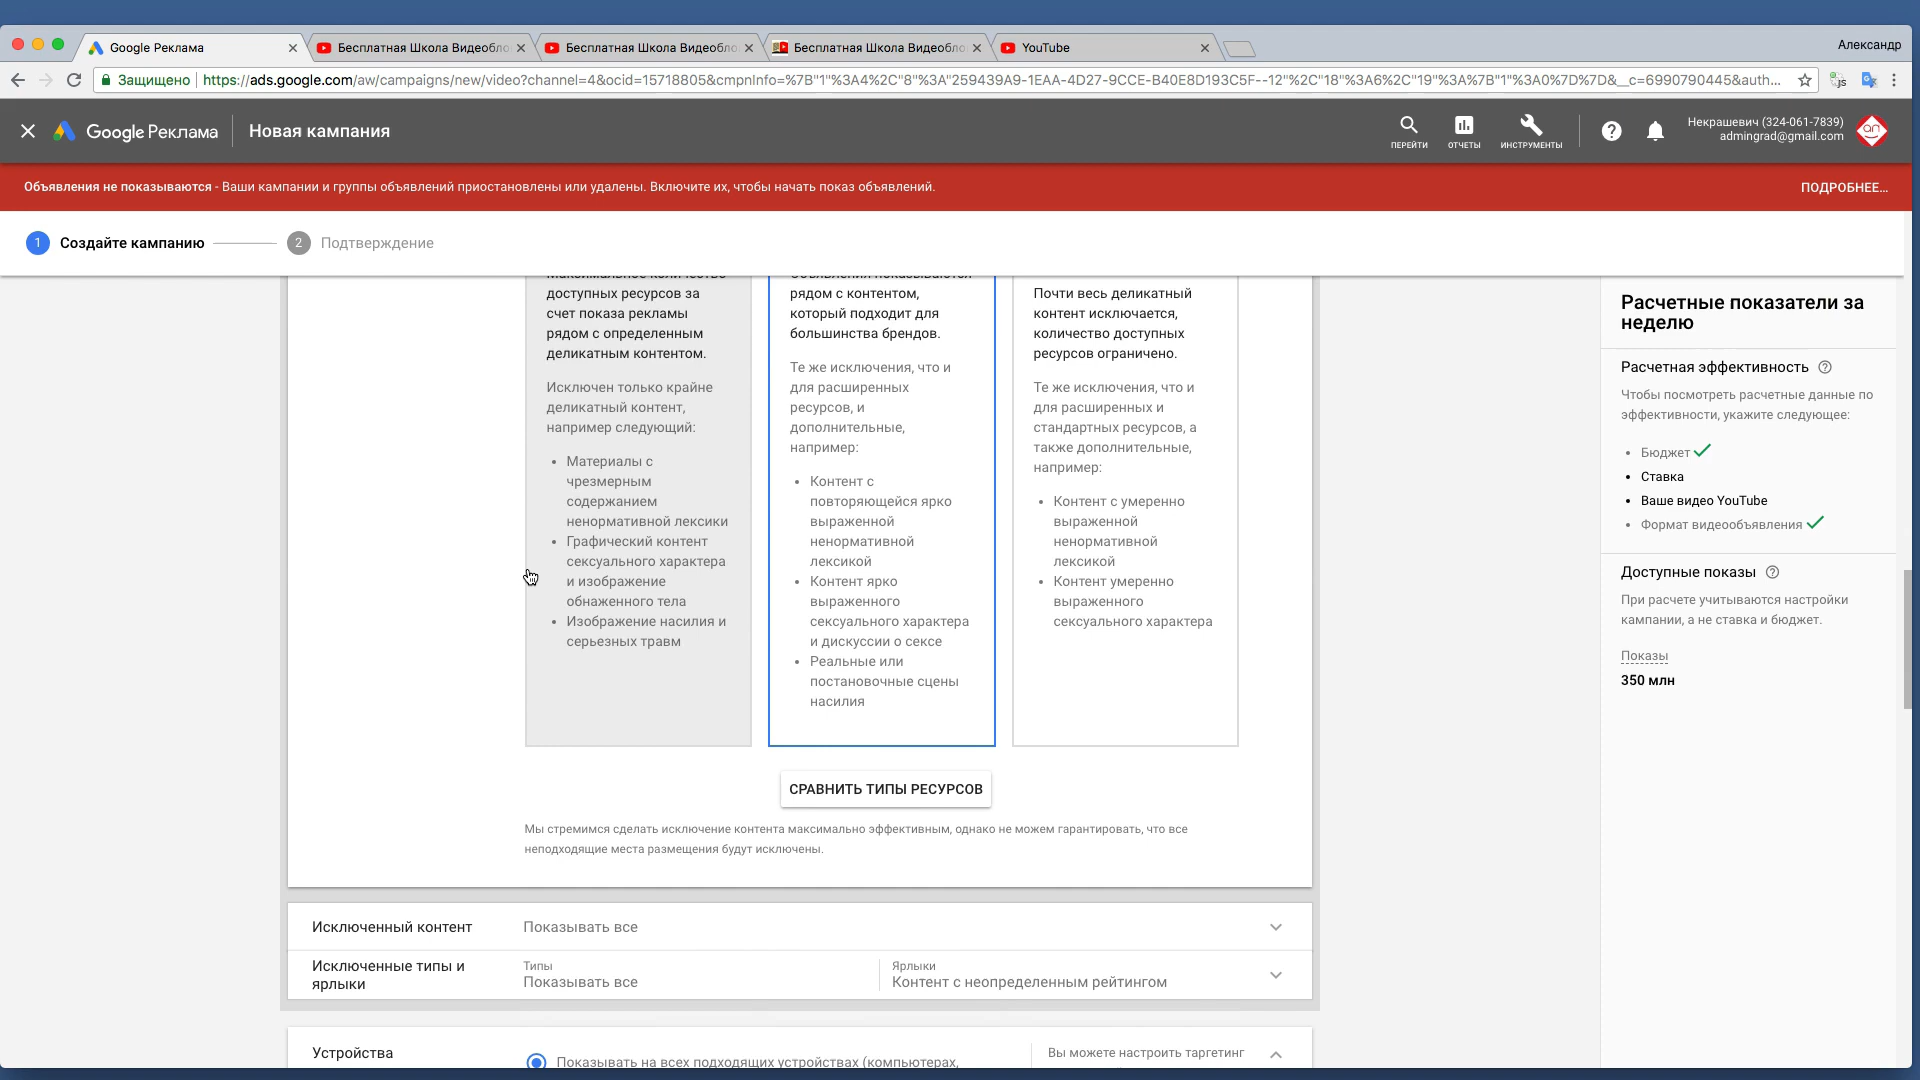 Google Реклама
Бесплатная Школа Видеобло
Бесплатная Школа Видеобло
Бесплатная Школа Видеобло
YouTube
Александр
Защищено
https://ads.google.com/aw/campaigns/new/video?channel=4&ocid=15718805&cmpnInfo=%7B"1"%3A4%2C"8"%3A"259439A9-1EAA-4D27-9CCE-B40E8D193C5F--12"%2C"18"%3A6%2C"19"%3A%7B"1"%3A0%7D%7D&__c=6990790445&auth...
Google Реклама
Новая кампания
ПЕРЕЙТИ
ОТЧЕТЫ
ИНСТРУМЕНТЫ
Некрашевич (324-061-7839)
admingrad@gmail.com
Объявления не показываются - Ваши кампании и группы объявлений приостановлены или удалены. Включите их, чтобы начать показ объявлений.
ПОДРОБНЕЕ...
1 Создайте кампанию
2 Подтверждение
Максимальное количество
доступных ресурсов за
счет показа рекламы
рядом с определенным
деликатным контентом.
Исключен только крайне
деликатный контент,
например следующий:
• Материалы с
чрезмерным
содержанием
ненормативной лексики
• Графический контент
сексуального характера
и изображение
обнаженного тела
• Изображение насилия и
серьезных травм
Объявления показываются
рядом с контентом,
который подходит для
большинства брендов.
Те же исключения, что и
для расширенных
ресурсов, и
дополнительные,
например:
• Контент с
повторяющейся ярко
выраженной
ненормативной
лексикой
• Контент ярко
выраженного
сексуального характера
и дискуссии о сексе
• Реальные или
постановочные сцены
насилия
Почти весь деликатный
контент исключается,
количество доступных
ресурсов ограничено.
Те же исключения, что и
для расширенных и
стандартных ресурсов, а
также дополнительные,
например:
• Контент с умеренно
выраженной
ненормативной
лексикой
• Контент умеренно
выраженного
сексуального характера
СРАВНИТЬ ТИПЫ РЕСУРСОВ
Мы стремимся сделать исключение контента максимально эффективным, однако не можем гарантировать, что все
неподходящие места размещения будут исключены.
Исключенный контент
Показывать все
Исключенные типы и
ярлыки
Типы
Показывать все
Ярлыки
Контент с неопределенным рейтингом
Устройства
Показывать на всех подходящих устройствах (компьютерах,
Вы можете настроить таргетинг
Расчетные показатели за
неделю
Расчетная эффективность
Чтобы посмотреть расчетные данные по
эффективности, укажите следующее:
• Бюджет
• Ставка
• Ваше видео YouTube
• Формат видеообъявления
Доступные показы
При расчете учитываются настройки
кампании, а не ставка и бюджет.
Показы
350 млн